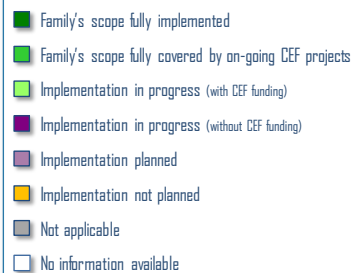 Family's scope fully implemented
Family's scope fully covered by on-going CEF projects
Implementation in progress (with CEF funding)
Implementation in progress (without CEF funding)
Implementation planned
Implementation not planned
Not applicable
No information available